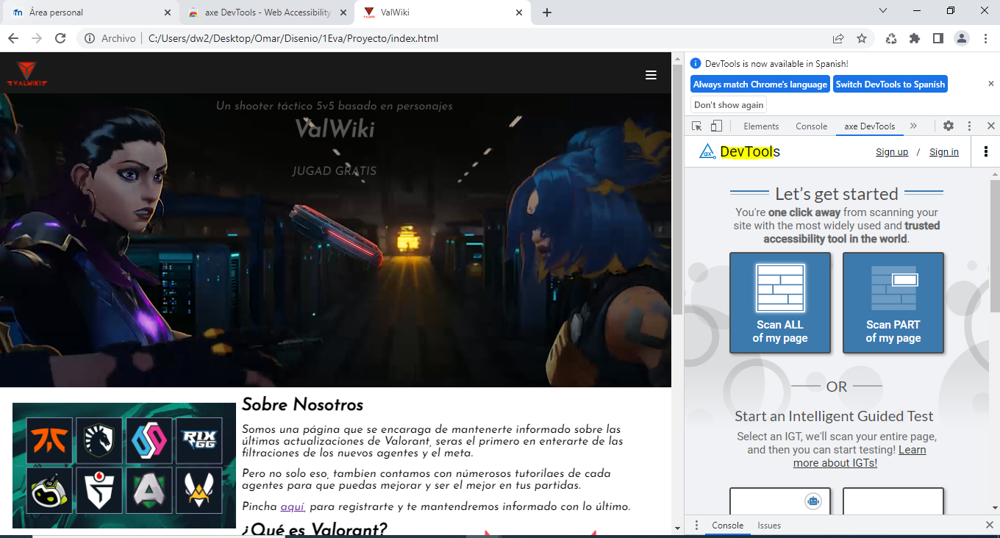 Área personal
axe DevTools - Web Accessibility
ValWiki
Archivo
C:/Users/dw2/Desktop/Omar/Disenio/1Eva/Proyecto/index.html
VALWIKI
Un shooter táctico 5v5 basado en personajes
ValWiki
JUGAD GRATIS
RIX
GG
Sobre Nosotros
Somos una página que se encaraga de mantenerte informado sobre las
últimas actualizaciones de Valorant, seras el primero en enterarte de las
filtraciones de los nuevos agentes y el meta.
Pero no solo eso, tambien contamos con númerosos tutorilaes de cada
agentes para que puedas mejorar y ser el mejor en tus partidas.
Pincha aquí, para registrarte y te mantendremos informado con lo último.
¿Qué es Valorant?
DevTools is now available in Spanish!
Always match Chrome's language
Switch DevTools to Spanish
Don't show again
Elements
Console
axe DevTools
ax
DevTools
Sign up / Sign in
Let's get started
You're one click away from scanning your
site with the most widely used and trusted
accessibility tool in the world.
Scan ALL
of my page
Scan PART
of my page
OR
Start an Intelligent Guided Test
Select an IGT, we'll scan your entire page,
and then you can start testing! Learn
more about IGTs!
Console
Issues